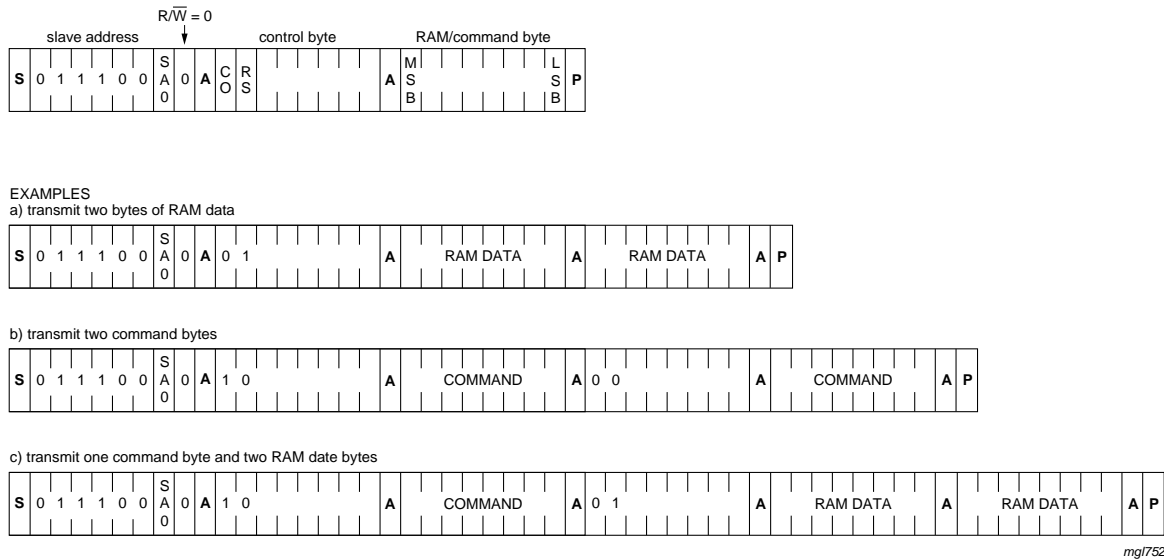 R/W = 0
slave address control byte RAM/command byte
S 0 1 1 1 0 0 SA0 0 A CO RS A MSB LSB P
EXAMPLES
a) transmit two bytes of RAM data
S 0 1 1 1 0 0 SA0 0 A 0 1 A RAM DATA A RAM DATA A P
b) transmit two command bytes
S 0 1 1 1 0 0 SA0 0 A 1 0 A COMMAND A 0 0 A COMMAND A P
c) transmit one command byte and two RAM date bytes
S 0 1 1 1 0 0 SA0 0 A 1 0 A COMMAND A 0 1 A RAM DATA A RAM DATA A P
mgl752